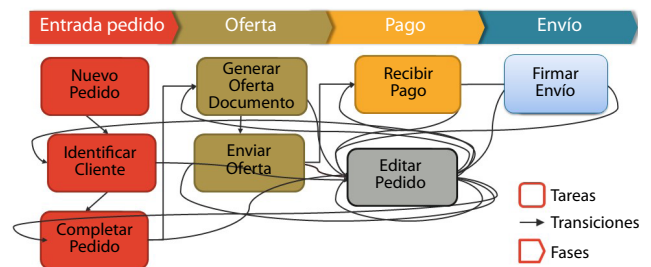 Entrada pedido
Oferta
Pago
Envío
Nuevo
Pedido
Generar
Oferta
Documento
Recibir
Pago
Firmar
Envío
Identificar
Cliente
Enviar
Oferta
Editar
Pedido
Completar
Pedido
Tareas
Transiciones
Fases